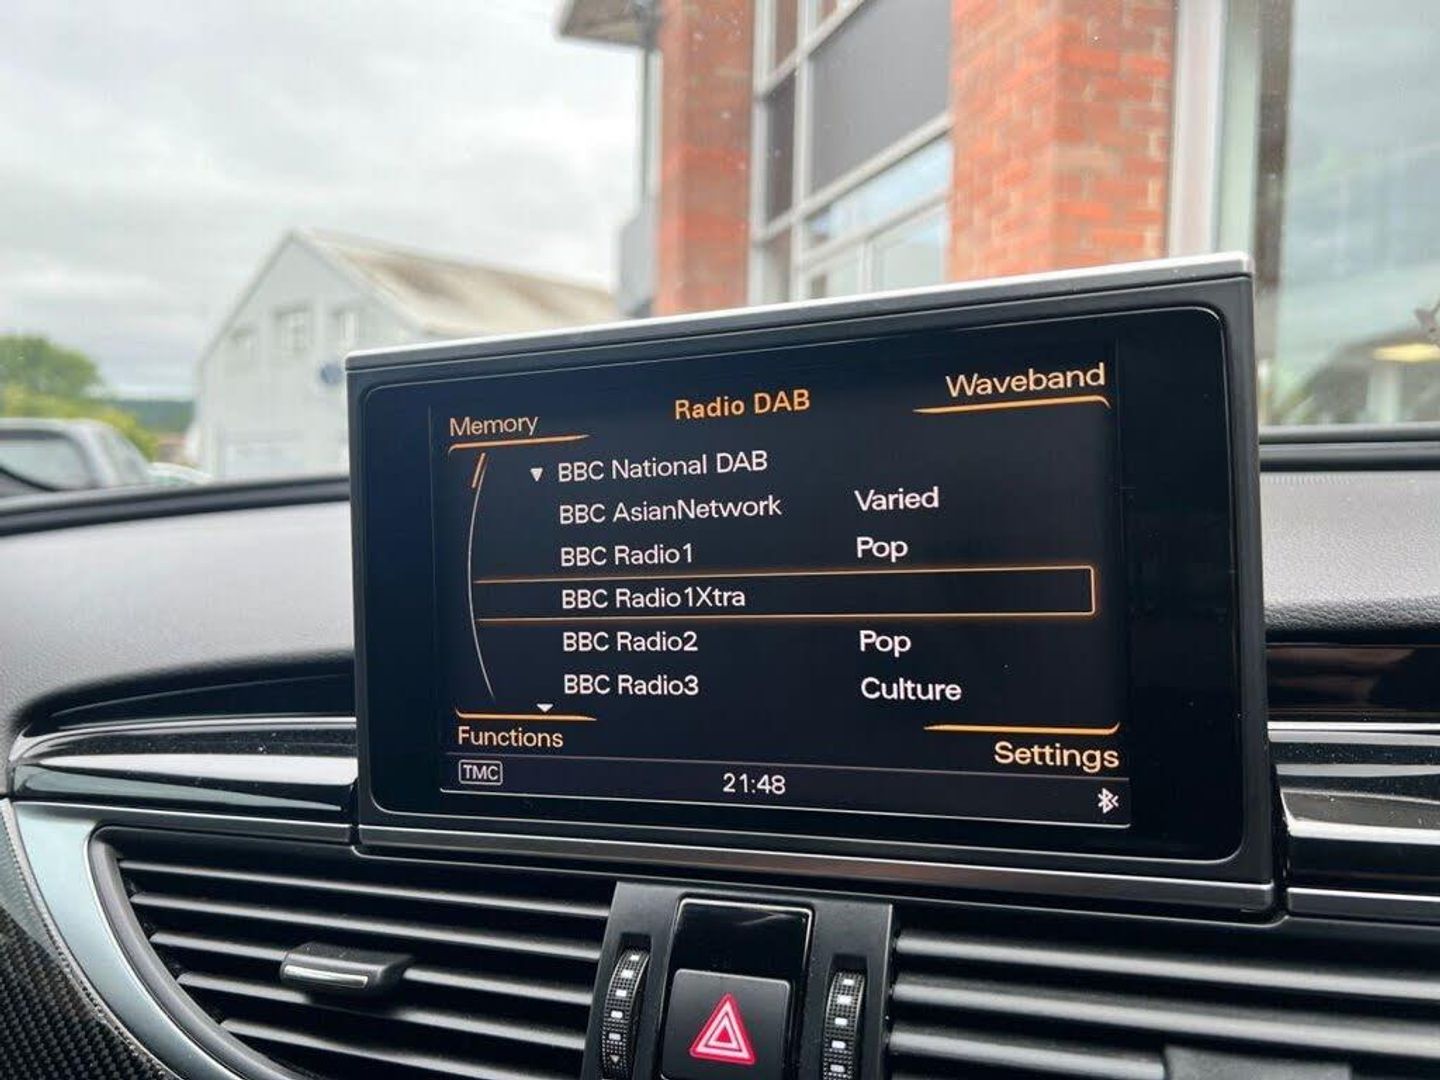 Memory
Radio DAB
Waveband
BBC National DAB
BBC AsianNetwork Varied
BBC Radio1 Pop
BBC Radio1Xtra
BBC Radio2 Pop
BBC Radio3 Culture
Functions
Settings
TMC
21:48